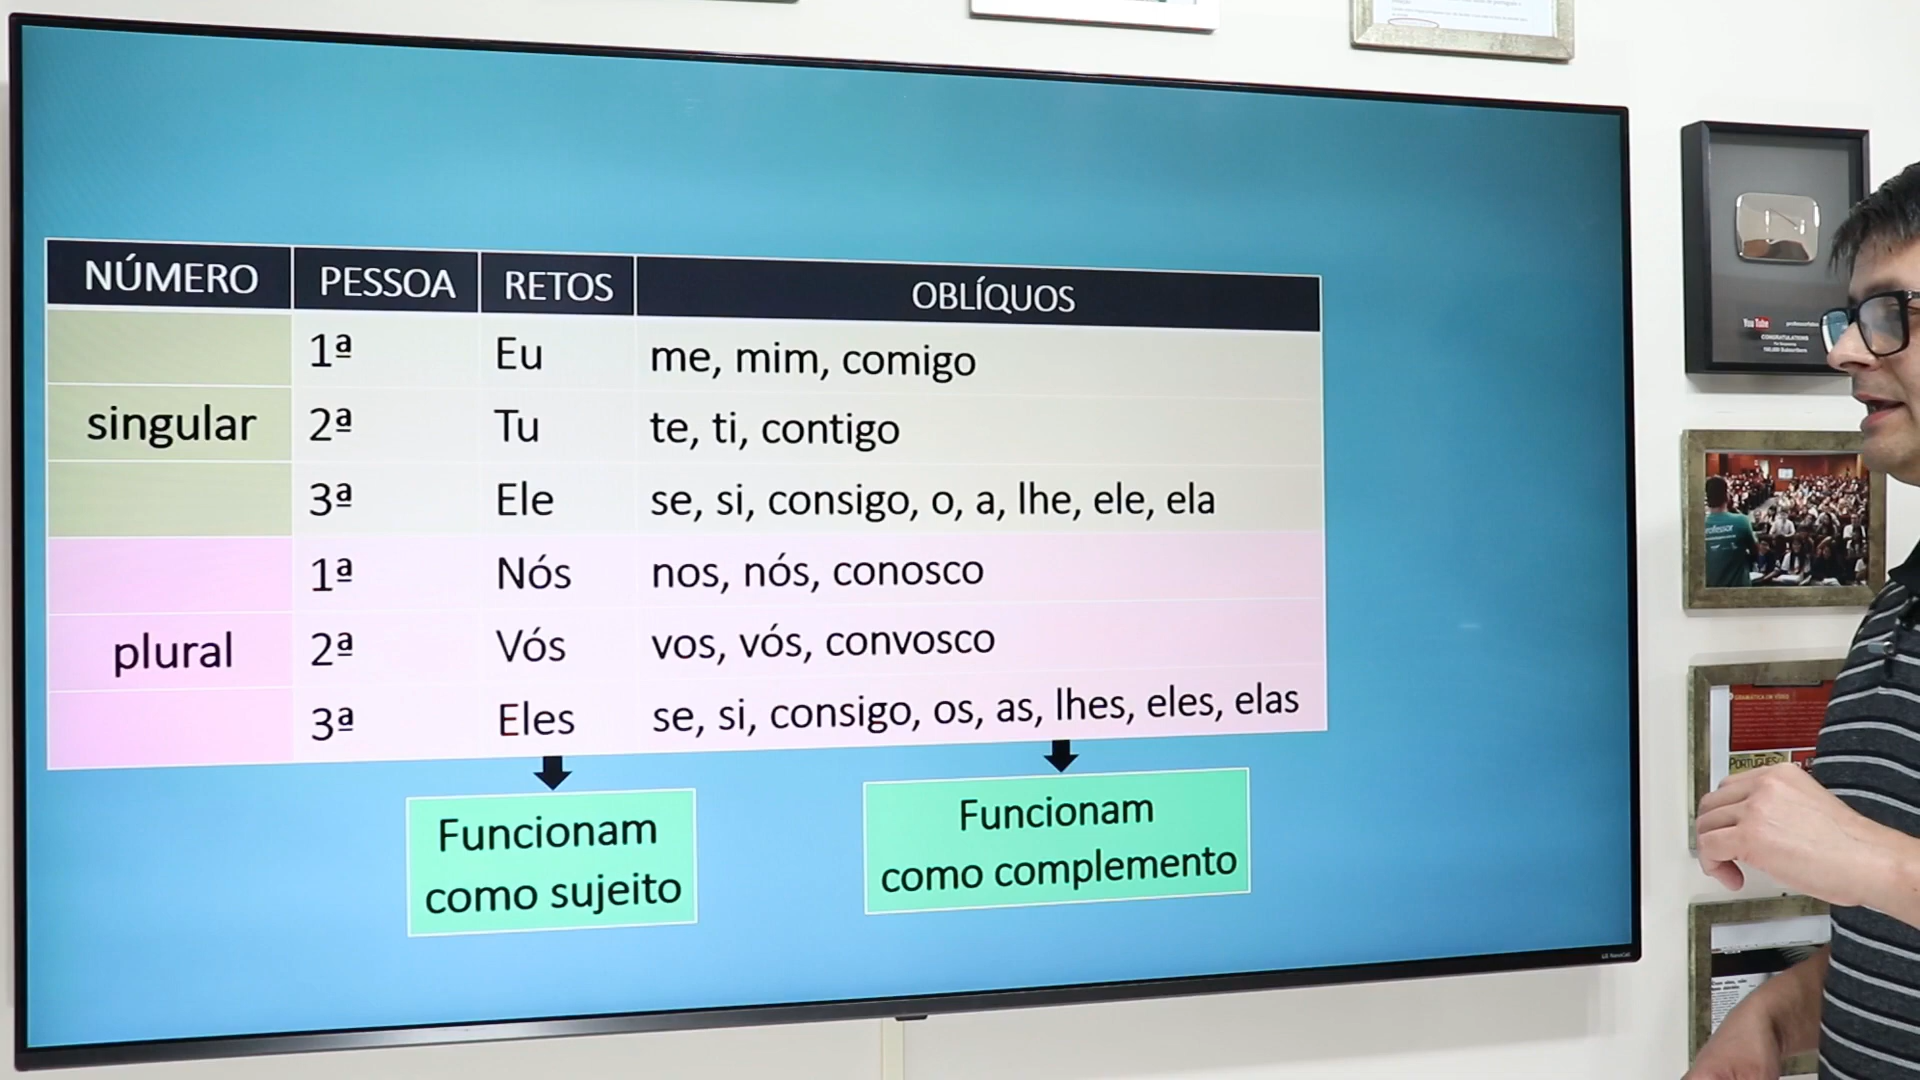 NÚMERO PESSOA RETOS OBLÍQUOS
1ª Eu me, mim, comigo
singular 2ª Tu te, ti, contigo
3ª Ele se, si, consigo, o, a, lhe, ele, ela
1ª Nós nos, nós, conosco
plural 2ª Vós vos, vós, convosco
3ª Eles se, si, consigo, os, as, lhes, eles, elas
Funcionam
como sujeito
Funcionam
como complemento
YouTube
CONGRATULATIONS